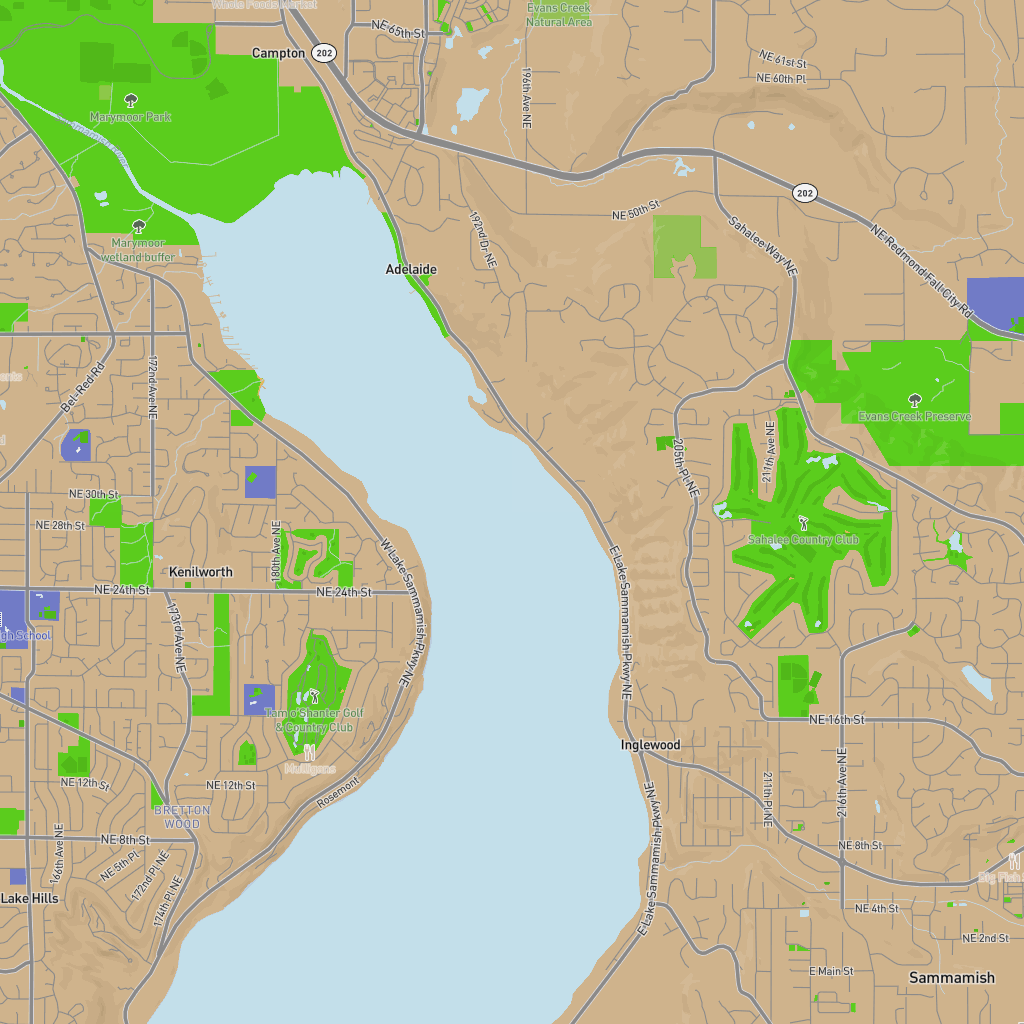 Whole Foods Market
Evans Creek
Natural Area
NE 65th St
Campton
202
NE 61st St
NE 60th Pl
196th Ave NE
Marymoor Park
202
NE 50th St
192nd Dr NE
Sahalee Way NE
NE Redmond Fall City Rd
Marymoor
wetland buffer
Adelaide
172nd Ave NE
Bel-Red Rd
Evans Creek Preserve
211th Ave NE
205th Pl NE
NE 30th St
NE 28th St
180th Ave NE
W Lake Sammamish Pkwy NE
E Lake Sammamish Pkwy NE
Sahalee Country Club
Kenilworth
NE 24th St
NE 24th St
173rd Ave NE
gh School
Tam o'Shanter Golf
& Country Club
Mulligans
NE 16th St
Inglewood
NE 12th St
NE 12th St
Rosemont
BRETTON
WOOD
211th Pl NE
216th Ave NE
E Lake Sammamish Pkwy NE
NE 8th St
NE 8th St
166th Ave NE
NE 5th Pl
172nd Pl NE
174th Pl NE
Big Fish
Lake Hills
NE 4th St
NE 2nd St
E Main St
Sammamish